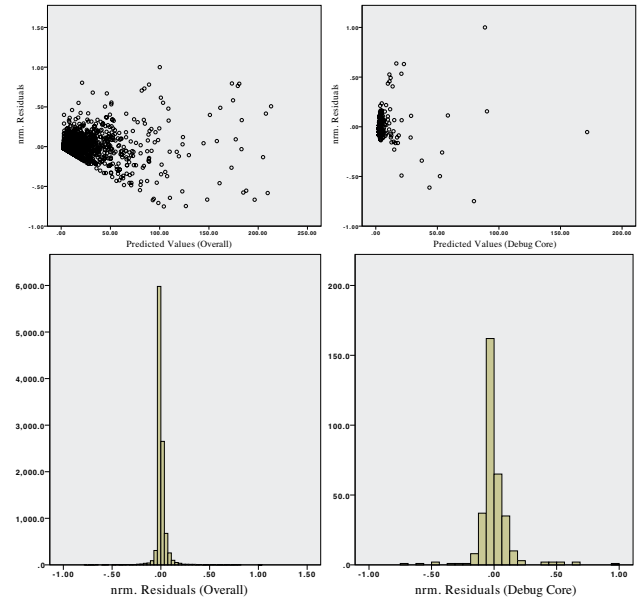 1.50
1.00
.50
.00
-.50
-1.00
nrm. Residuals
.00 50.00 100.00 150.00 200.00 250.00
Predicted Values (Overall)
1.50
1.00
.50
.00
-.50
-1.00
nrm. Residuals
.00 50.00 100.00 150.00 200.00
Predicted Values (Debug Core)
6,000.0
5,000.0
4,000.0
3,000.0
2,000.0
1,000.0
.0
-1.00 -.50 .00 .50 1.00 1.50
nrm. Residuals (Overall)
200.0
150.0
100.0
50.0
.0
-1.00 -.50 .00 .50 1.00
nrm. Residuals (Debug Core)